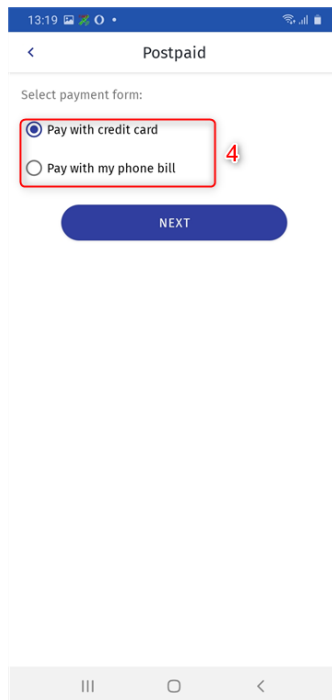 13:19
Postpaid
Select payment form:
Pay with credit card
Pay with my phone bill
4
NEXT